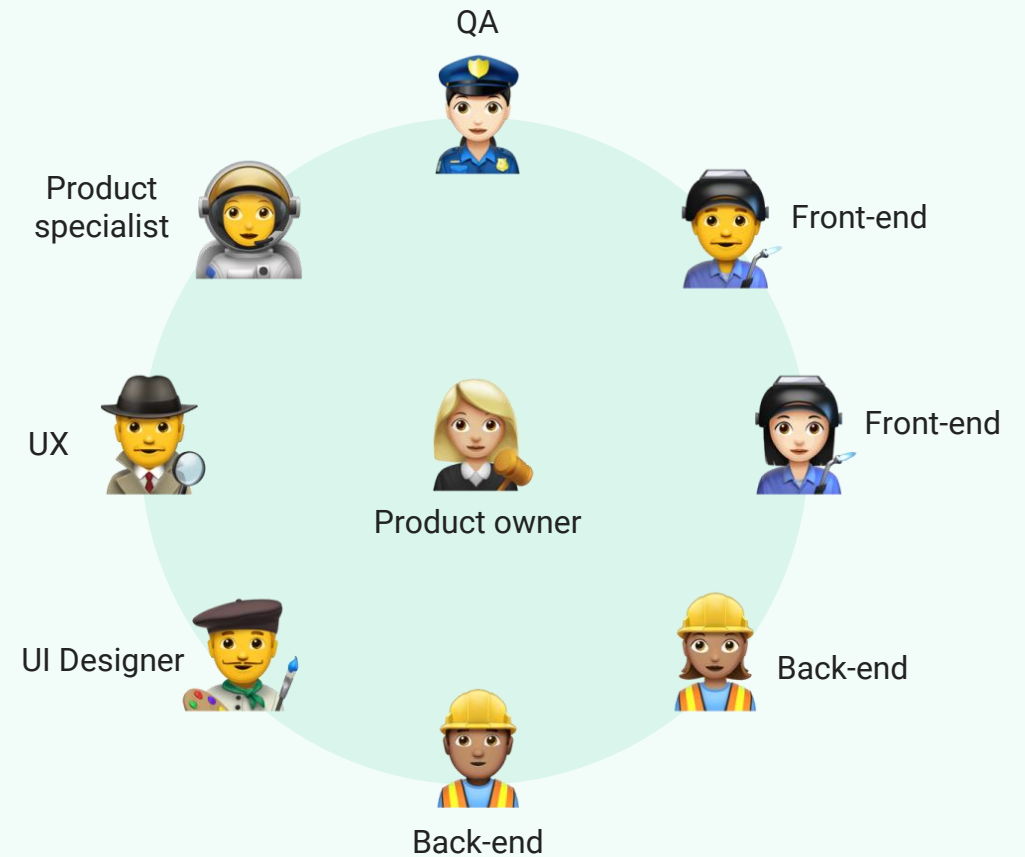 QA
Product
specialist
Front-end
UX
Front-end
Product owner
UI Designer
Back-end
Back-end